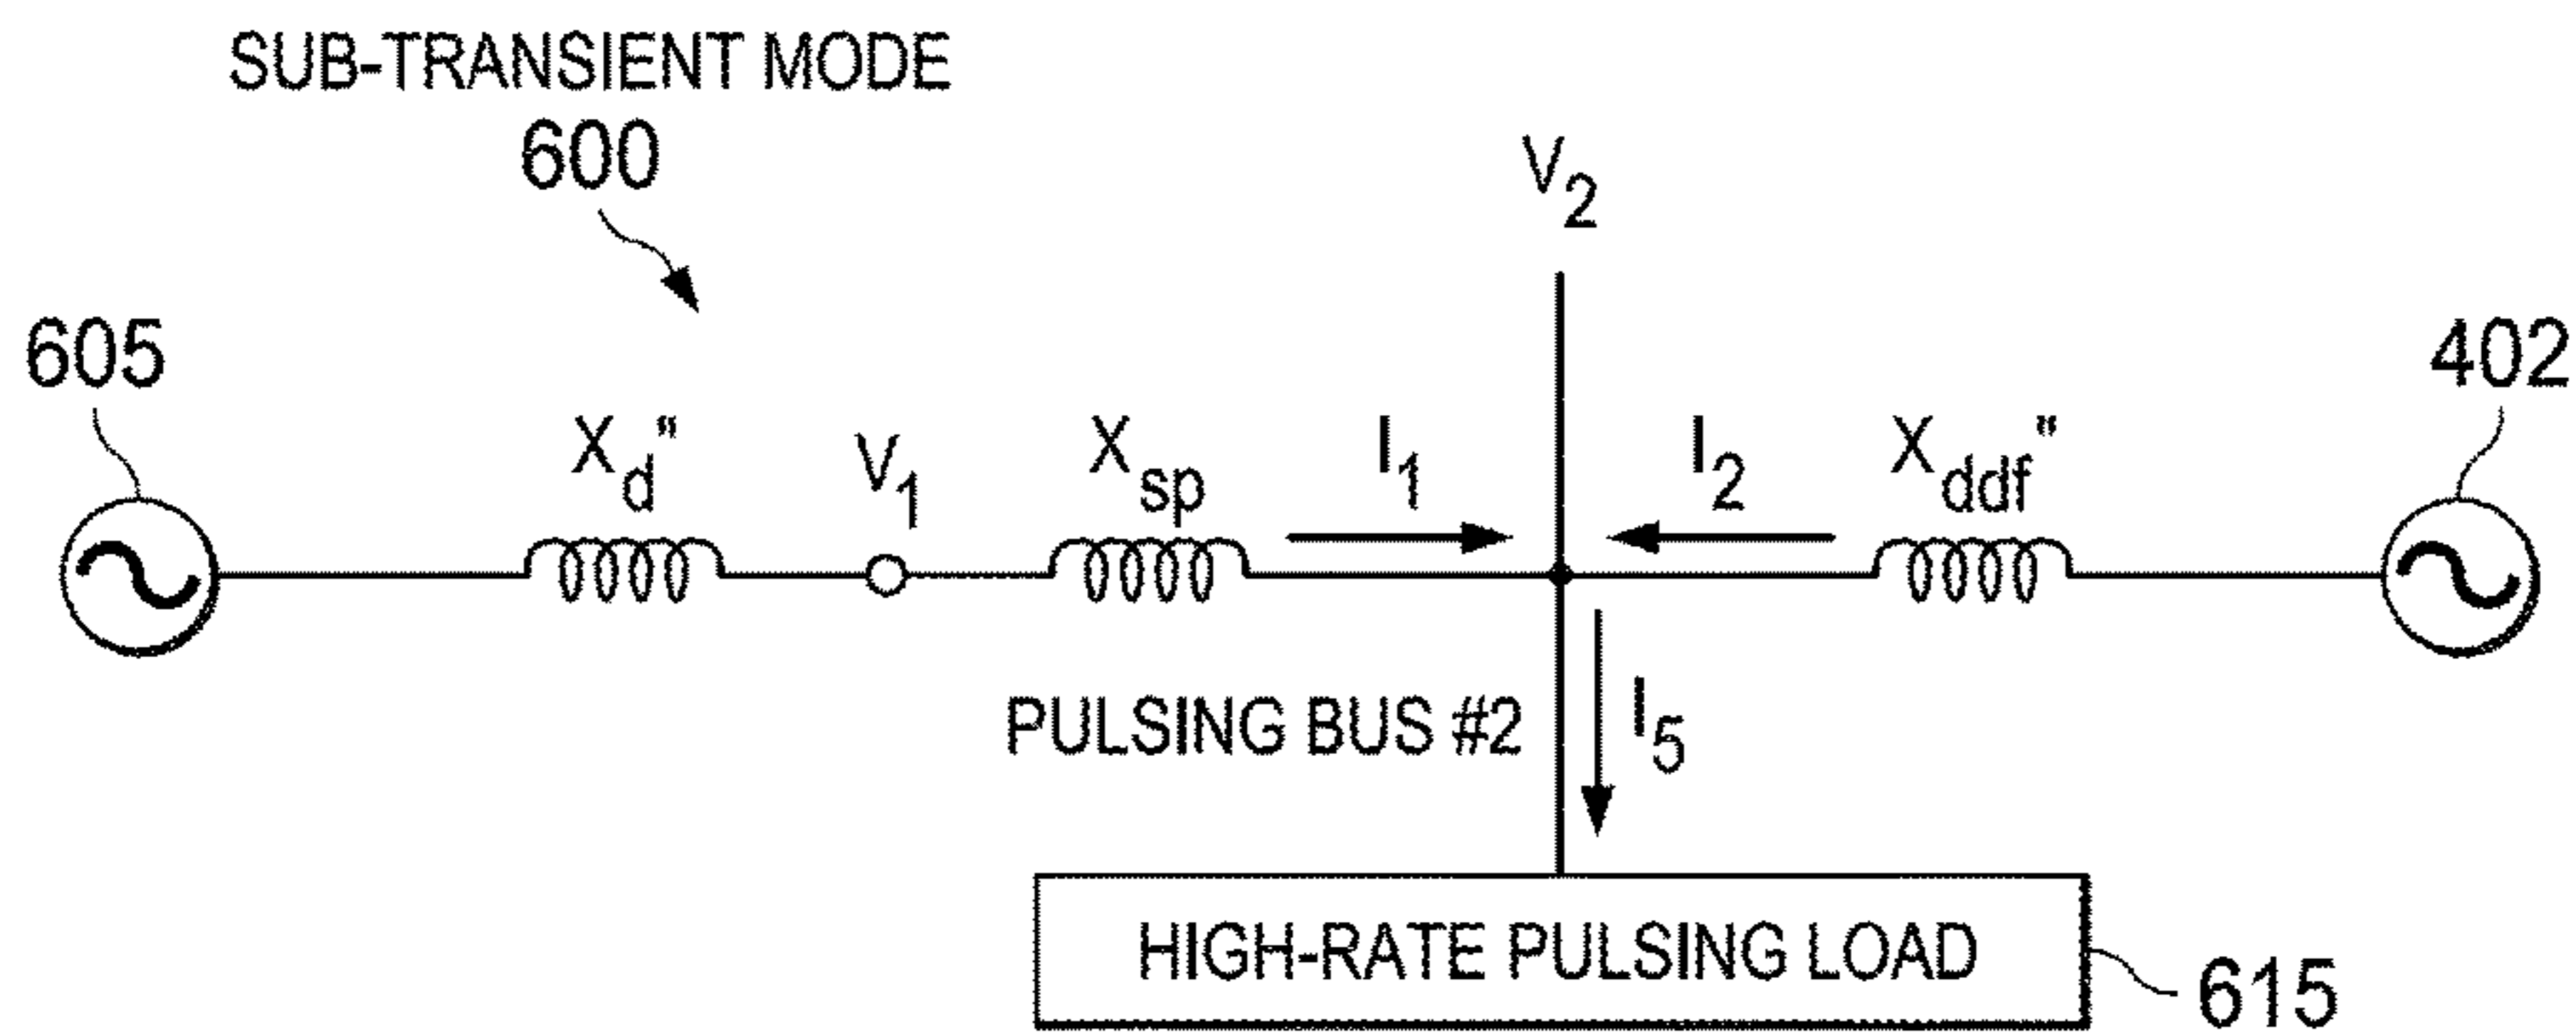 SUB-TRANSIENT MODE
600
V2
605
402
Xd"
V1
Xsp
I1
I2
Xddf"
PULSING BUS #2
I5
HIGH-RATE PULSING LOAD
615